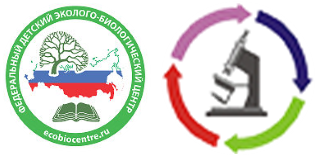 ФЕДЕРАЛЬНЫЙ ДЕТСКИЙ ЭКОЛОГО-БИОЛОГИЧЕСКИЙ ЦЕНТР
ecobiocentre.ru